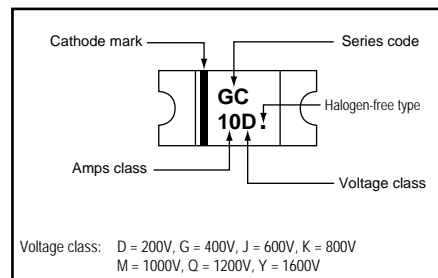 Cathode mark
Series code
GC
10D.
Halogen-free type
Amps class
Voltage class
Voltage class: D = 200V, G = 400V, J = 600V, K = 800V
M = 1000V, Q = 1200V, Y = 1600V